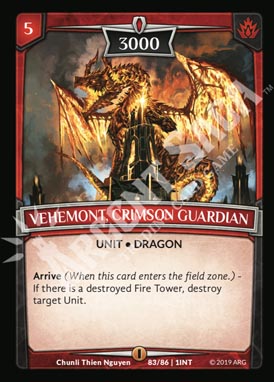 5
3000
VEHEMONT, CRIMSON GUARDIAN
UNIT • DRAGON
Arrive (When this card enters the field zone.) -
If there is a destroyed Fire Tower, destroy
target Unit.
Chunli Thien Nguyen 83/86 | 1INT © 2019 ARG